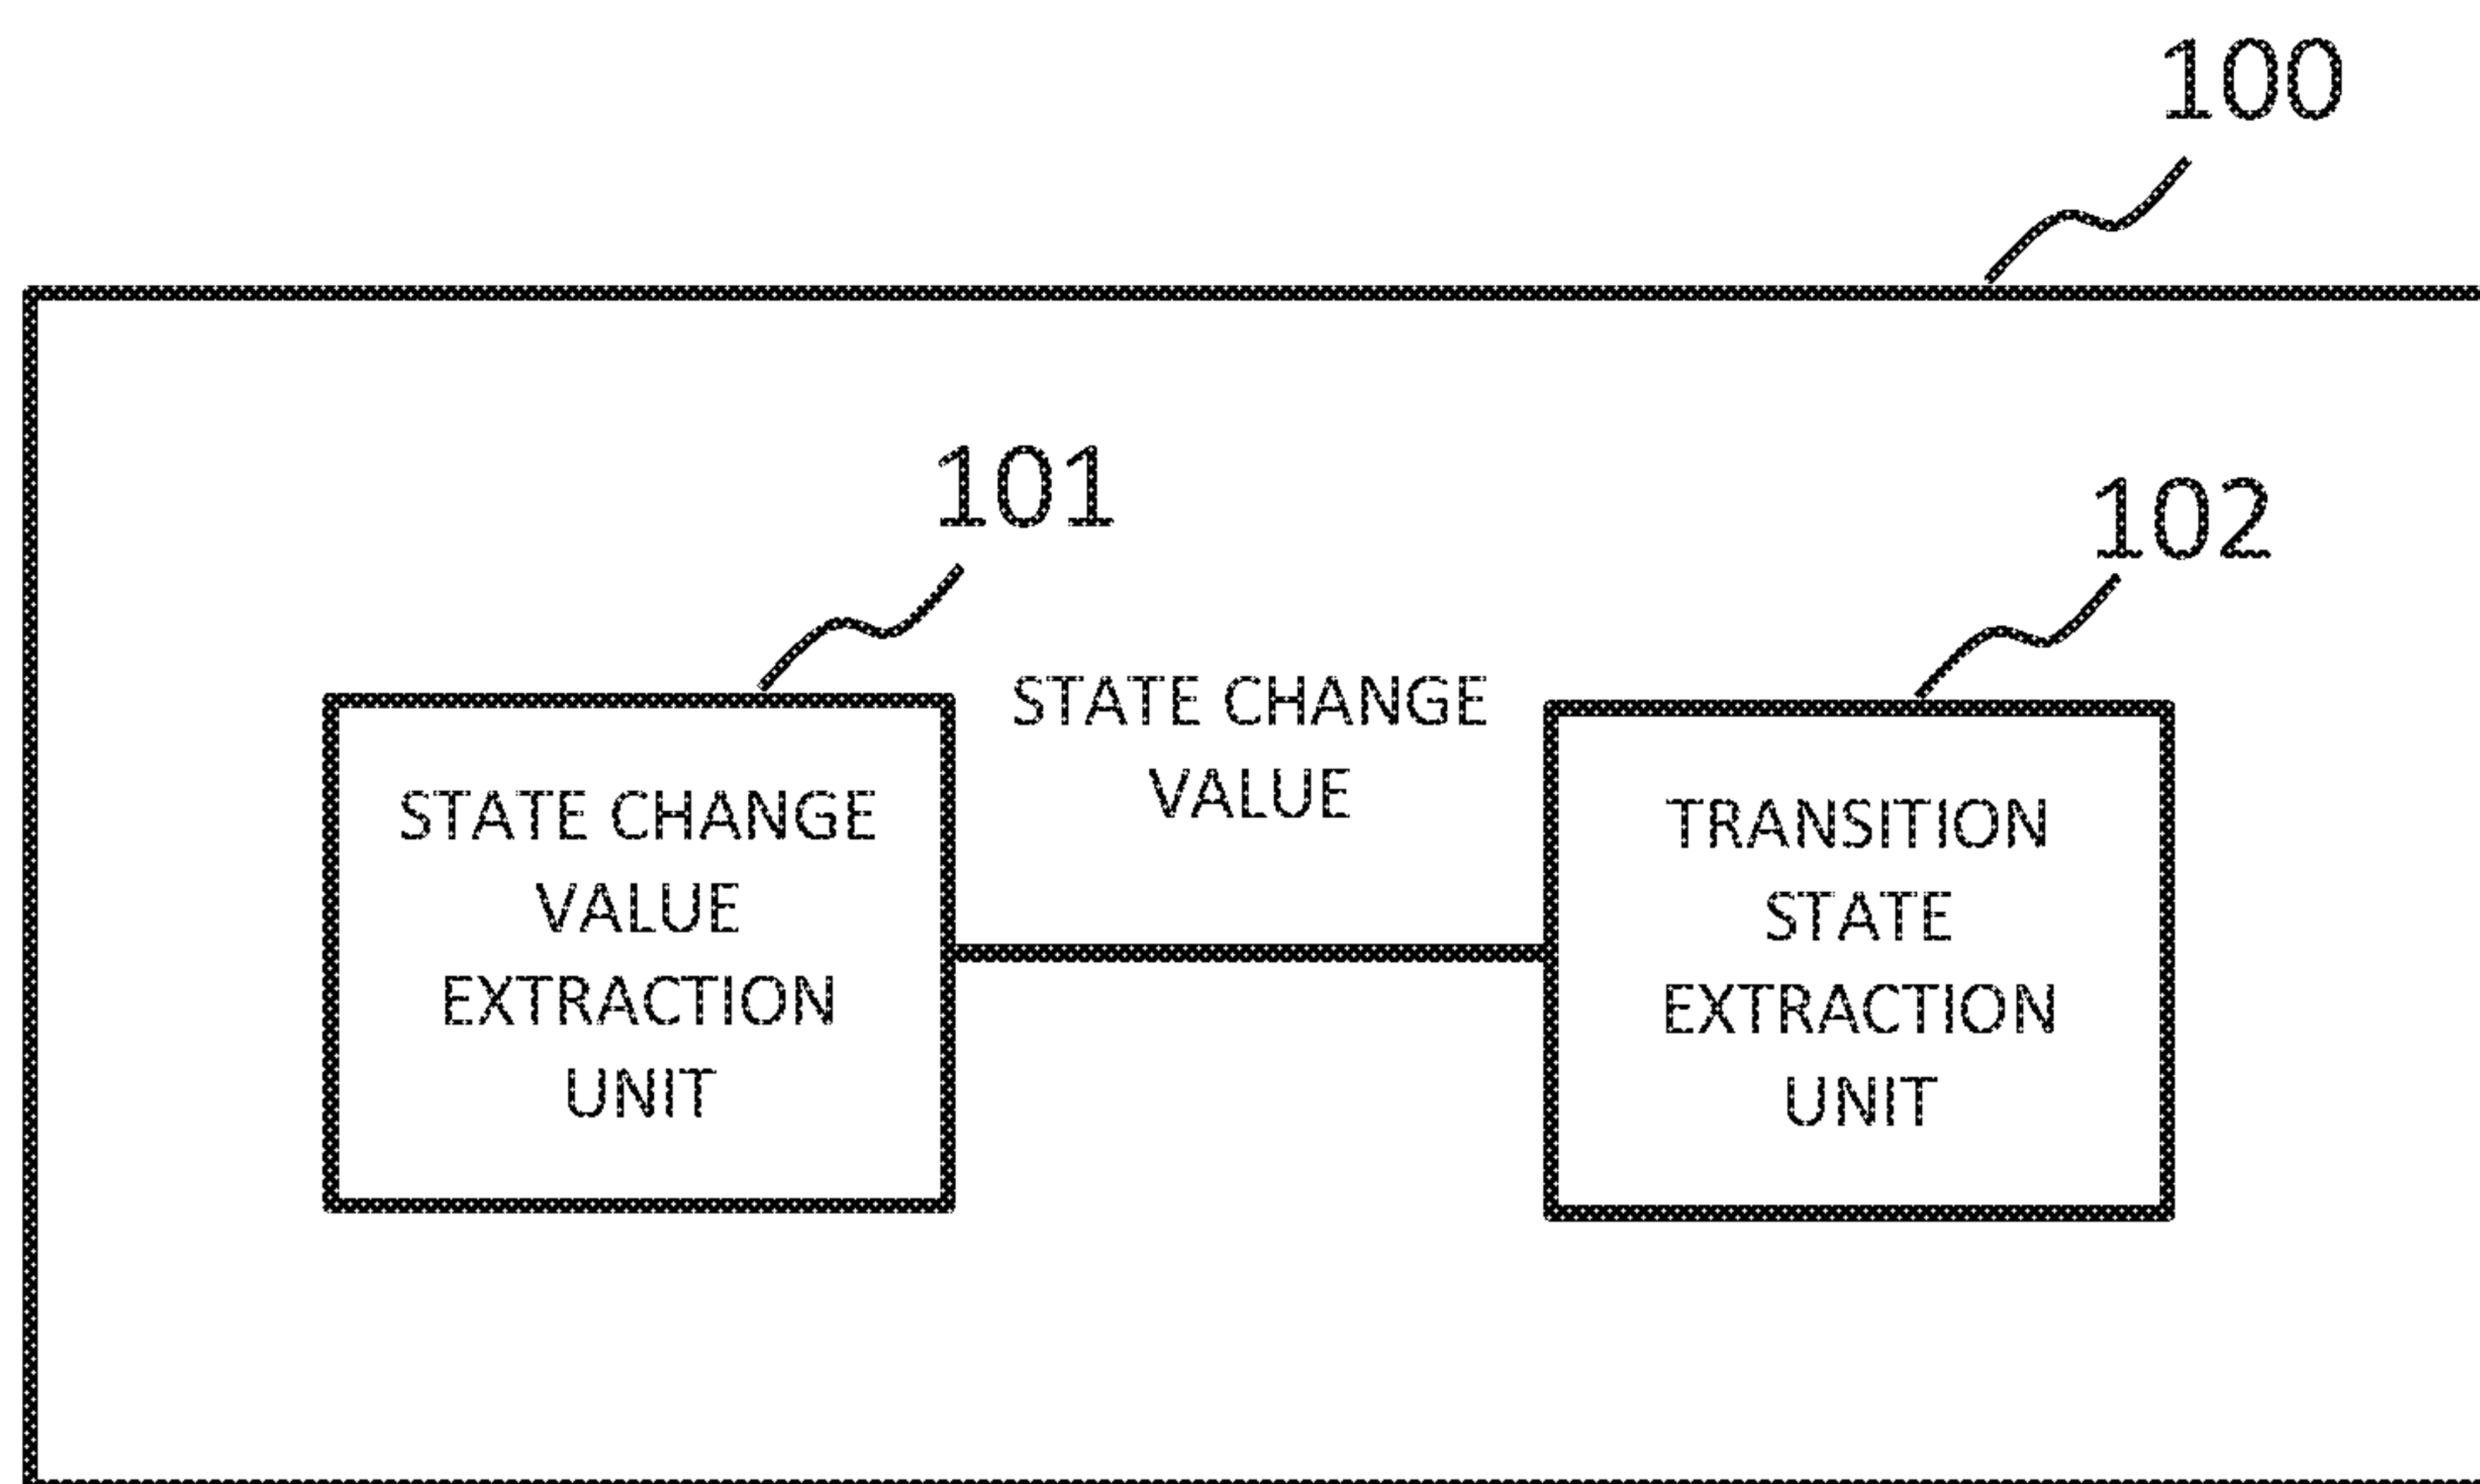 100
101
102
STATE CHANGE
VALUE
STATE CHANGE
VALUE
EXTRACTION
UNIT
TRANSITION
STATE
EXTRACTION
UNIT